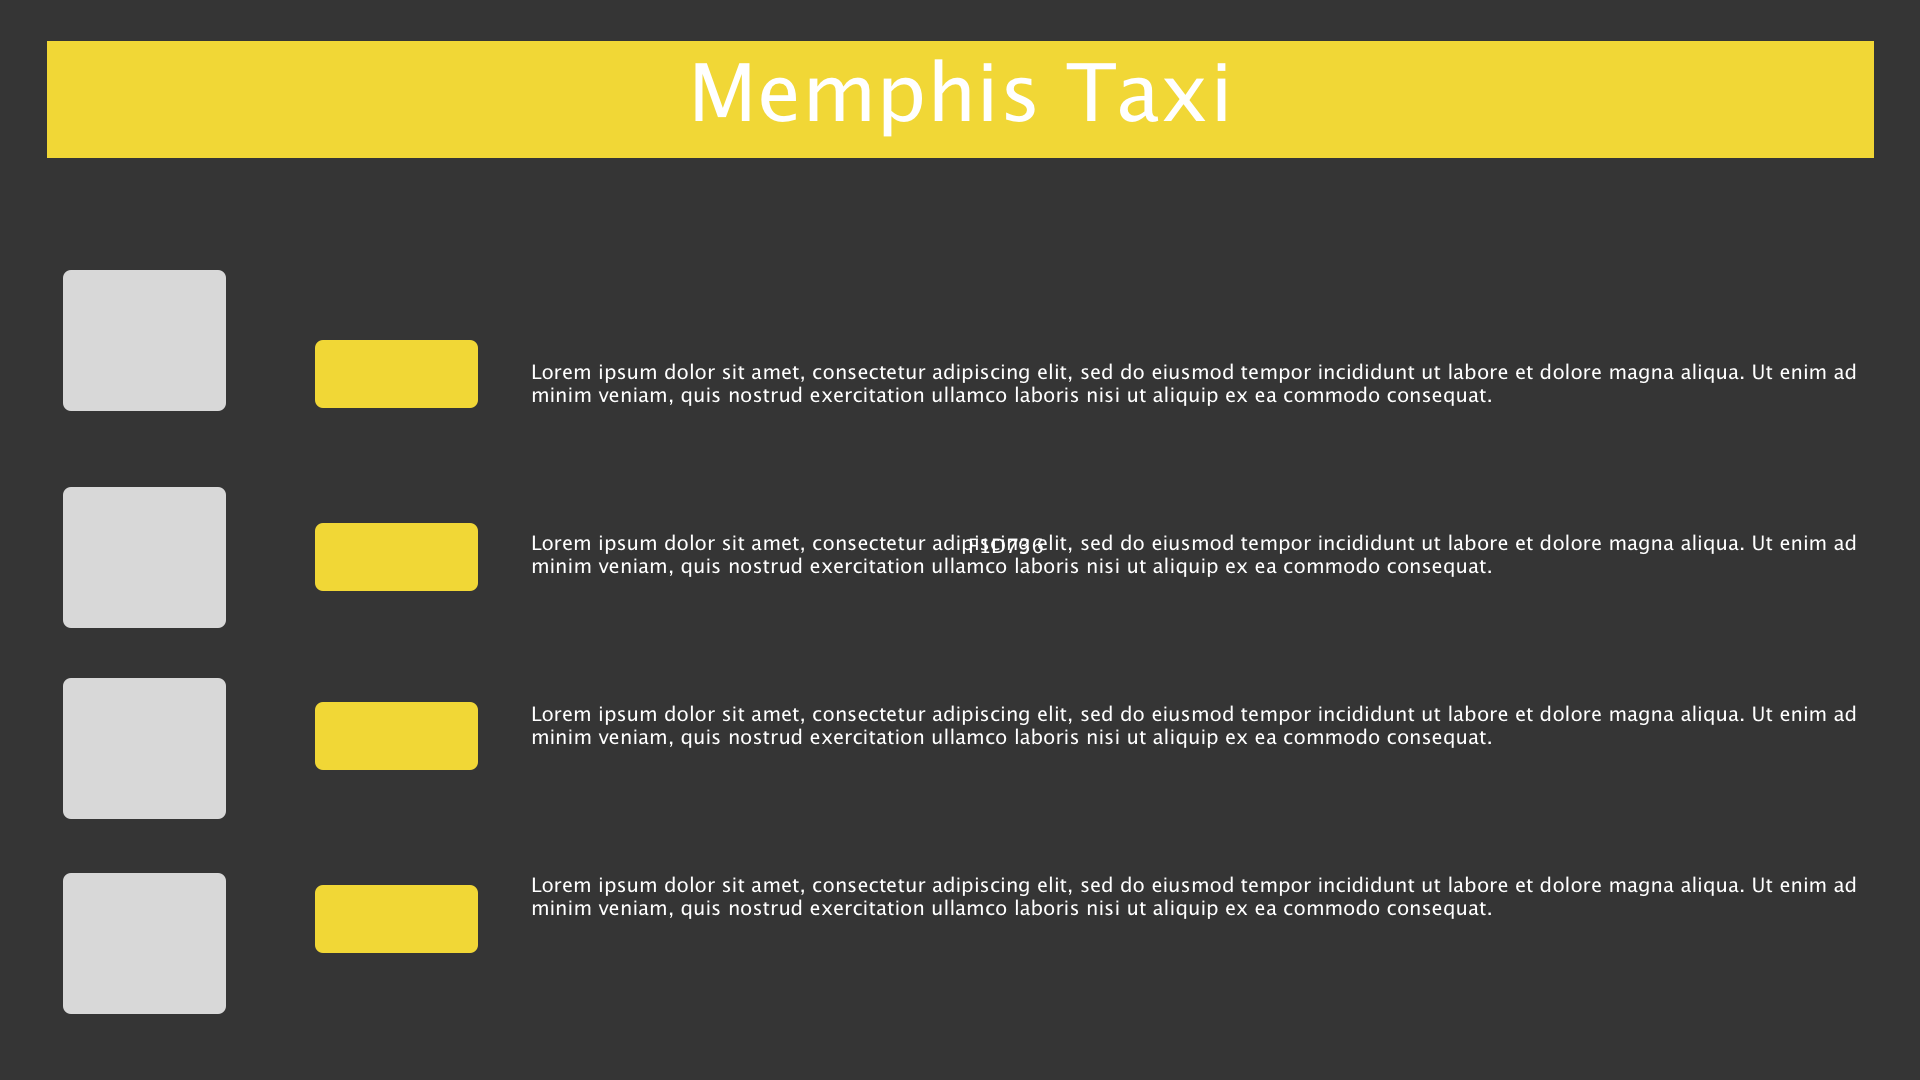 Memphis Taxi
Lorem ipsum dolor sit amet, consectetur adipiscing elit, sed do eiusmod tempor incididunt ut labore et dolore magna aliqua. Ut enim ad
minim veniam, quis nostrud exercitation ullamco laboris nisi ut aliquip ex ea commodo consequat.
Lorem ipsum dolor sit amet, consectetur adipiscing elit, sed do eiusmod tempor incididunt ut labore et dolore magna aliqua. Ut enim ad
F1D736
minim veniam, quis nostrud exercitation ullamco laboris nisi ut aliquip ex ea commodo consequat.
Lorem ipsum dolor sit amet, consectetur adipiscing elit, sed do eiusmod tempor incididunt ut labore et dolore magna aliqua. Ut enim ad
minim veniam, quis nostrud exercitation ullamco laboris nisi ut aliquip ex ea commodo consequat.
Lorem ipsum dolor sit amet, consectetur adipiscing elit, sed do eiusmod tempor incididunt ut labore et dolore magna aliqua. Ut enim ad
minim veniam, quis nostrud exercitation ullamco laboris nisi ut aliquip ex ea commodo consequat.